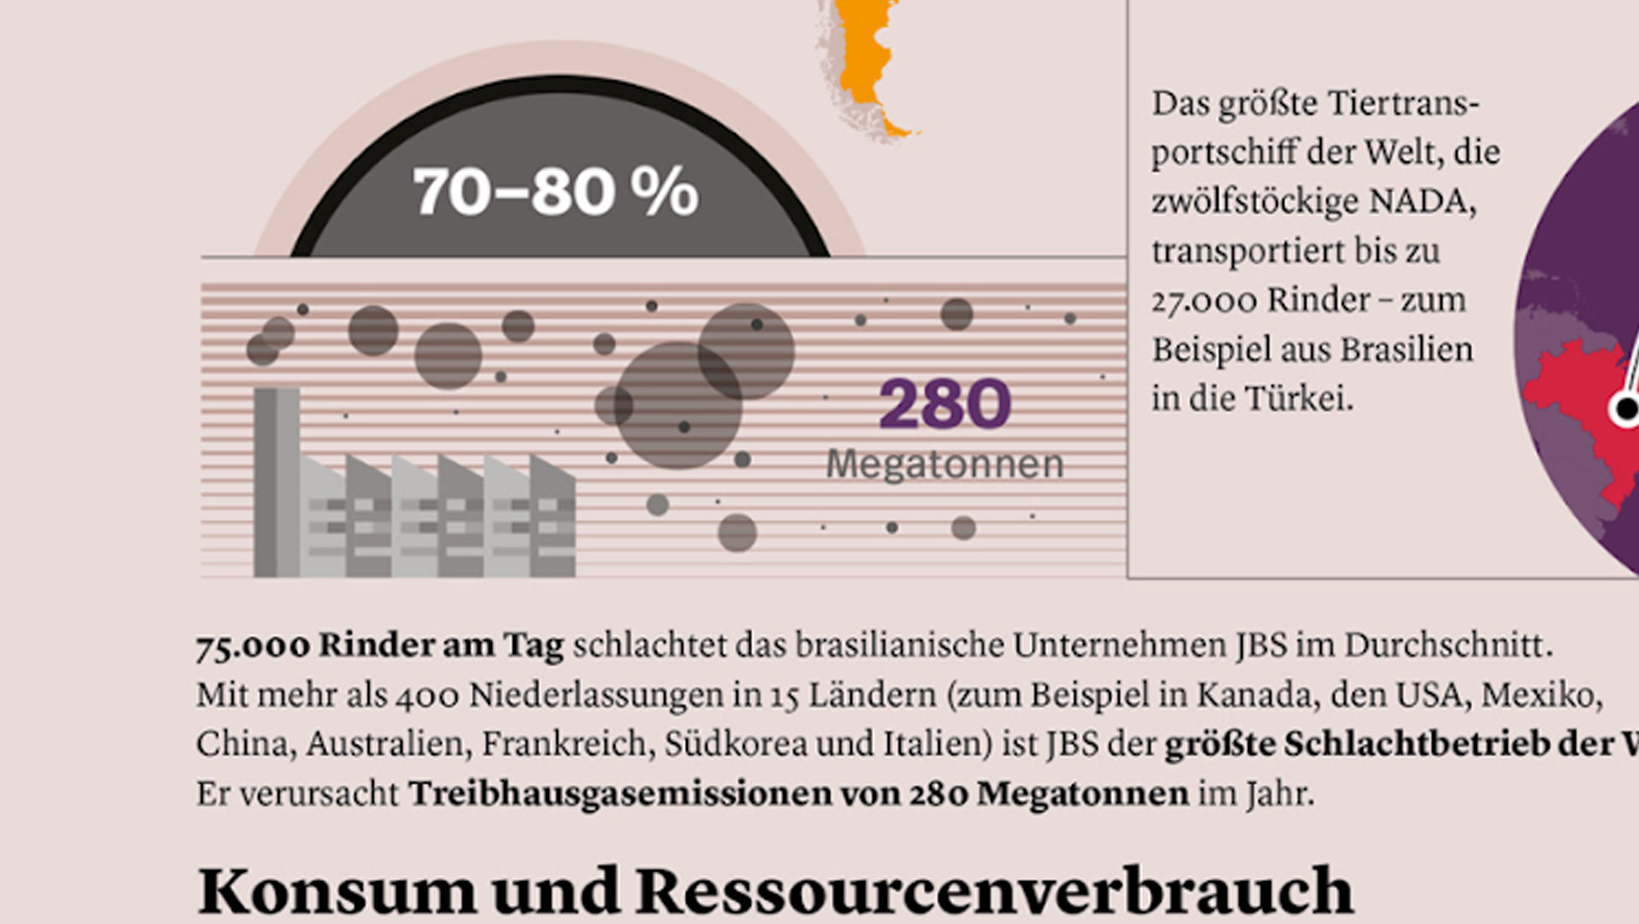 70–80 %
280
Megatonnen
Das größte Tiertrans-
portschiff der Welt, die
zwölfstöckige NADA,
transportiert bis zu
27.000 Rinder – zum
Beispiel aus Brasilien
in die Türkei.
75.000 Rinder am Tag schlachtet das brasilianische Unternehmen JBS im Durchschnitt.
Mit mehr als 400 Niederlassungen in 15 Ländern (zum Beispiel in Kanada, den USA, Mexiko,
China, Australien, Frankreich, Südkorea und Italien) ist JBS der größte Schlachtbetrieb der
Er verursacht Treibhausgasemissionen von 280 Megatonnen im Jahr.
Konsum und Ressourcenverbrauch